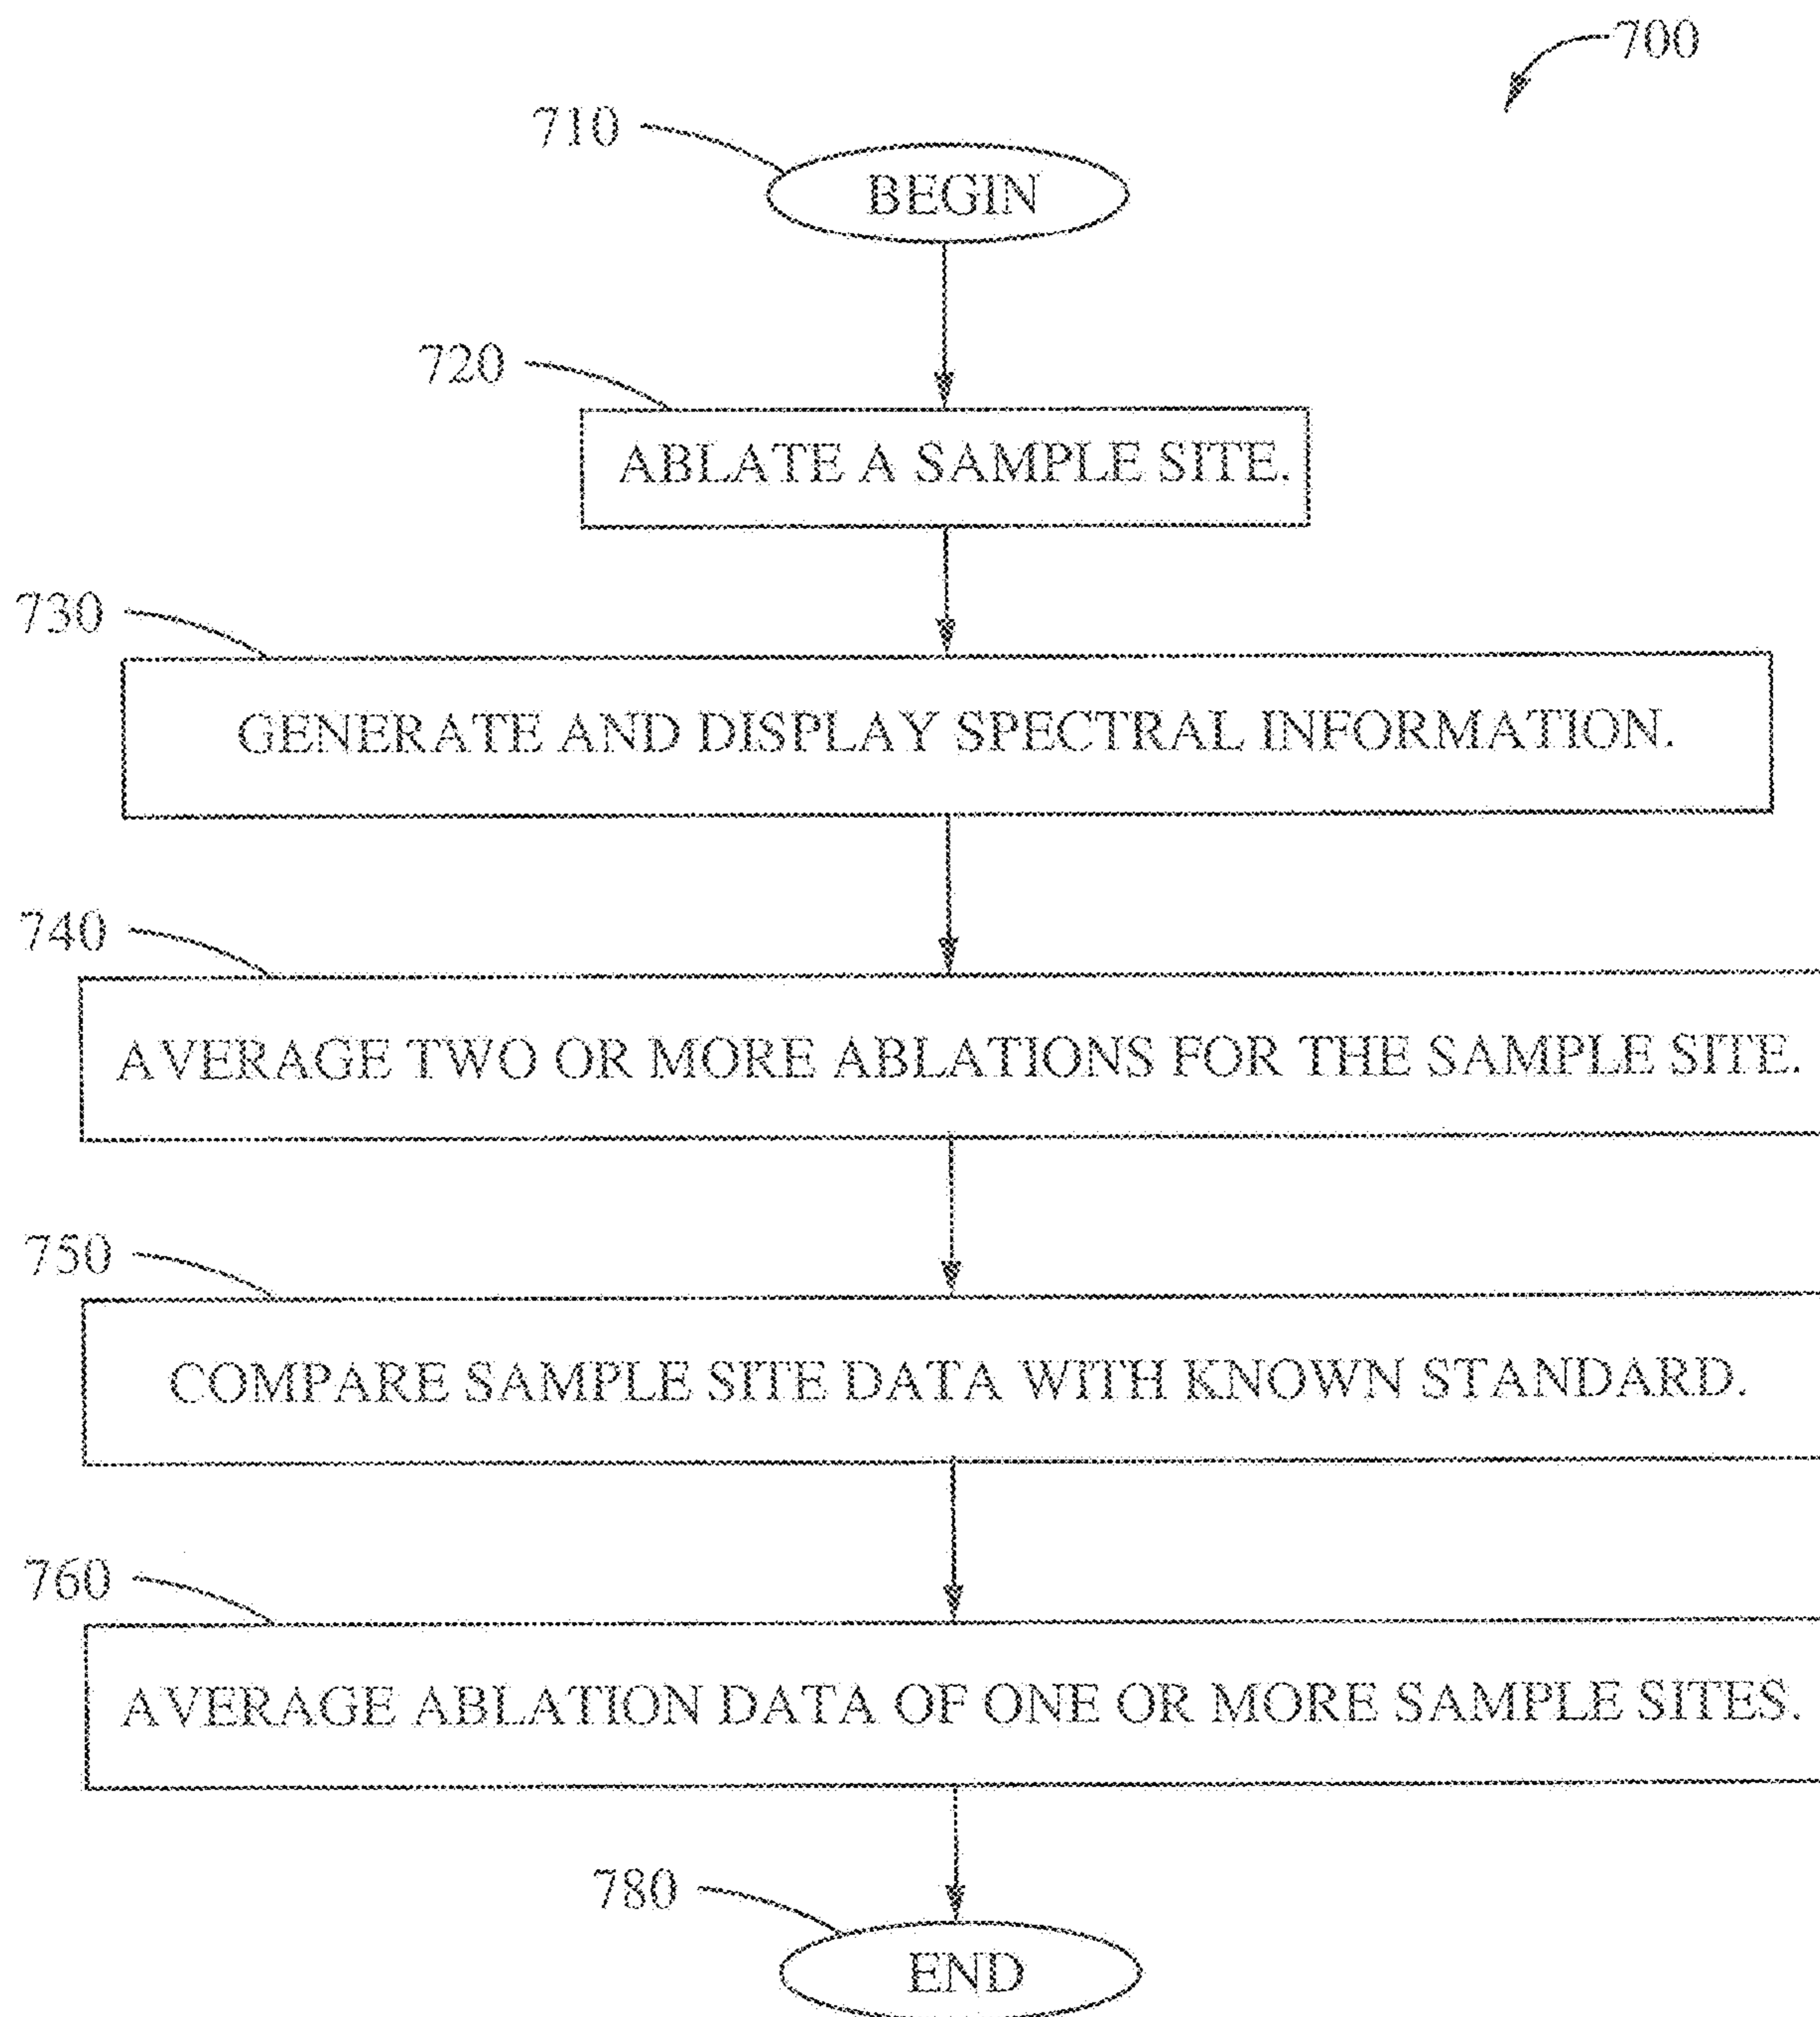 700
710
BEGIN
720
ABLATE A SAMPLE SITE.
730
GENERATE AND DISPLAY SPECTRAL INFORMATION.
740
AVERAGE TWO OR MORE ABLATIONS FOR THE SAMPLE SITE.
750
COMPARE SAMPLE SITE DATA WITH KNOWN STANDARD.
760
AVERAGE ABLATION DATA OF ONE OR MORE SAMPLE SITES.
780
END